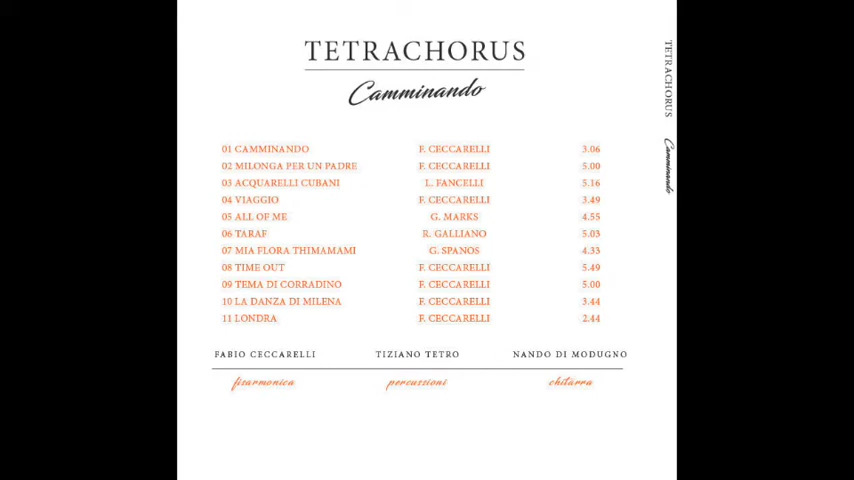 TETRACHORUS
Camminando
01 CAMMINANDO F. CECCARELLI 3.06
02 MILONGA PER UN PADRE F. CECCARELLI 5.00
03 ACQUARELLI CUBANI L. FANCELLI 5.16
04 VIAGGIO F. CECCARELLI 3.49
05 ALL OF ME G. MARKS 4.55
06 TARAF R. GALLIANO 5.03
07 MIA FLORA THIMAMAMI G. SPANOS 4.33
08 TIME OUT F. CECCARELLI 5.49
09 TEMA DI CORRADINO F. CECCARELLI 5.00
10 LA DANZA DI MILENA F. CECCARELLI 3.44
11 LONDRA F. CECCARELLI 2.44
FABIO CECCARELLI TIZIANO TETRO NANDO DI MODUGNO
fisarmonica percussioni chitarra
TETRACHORUS Camminando